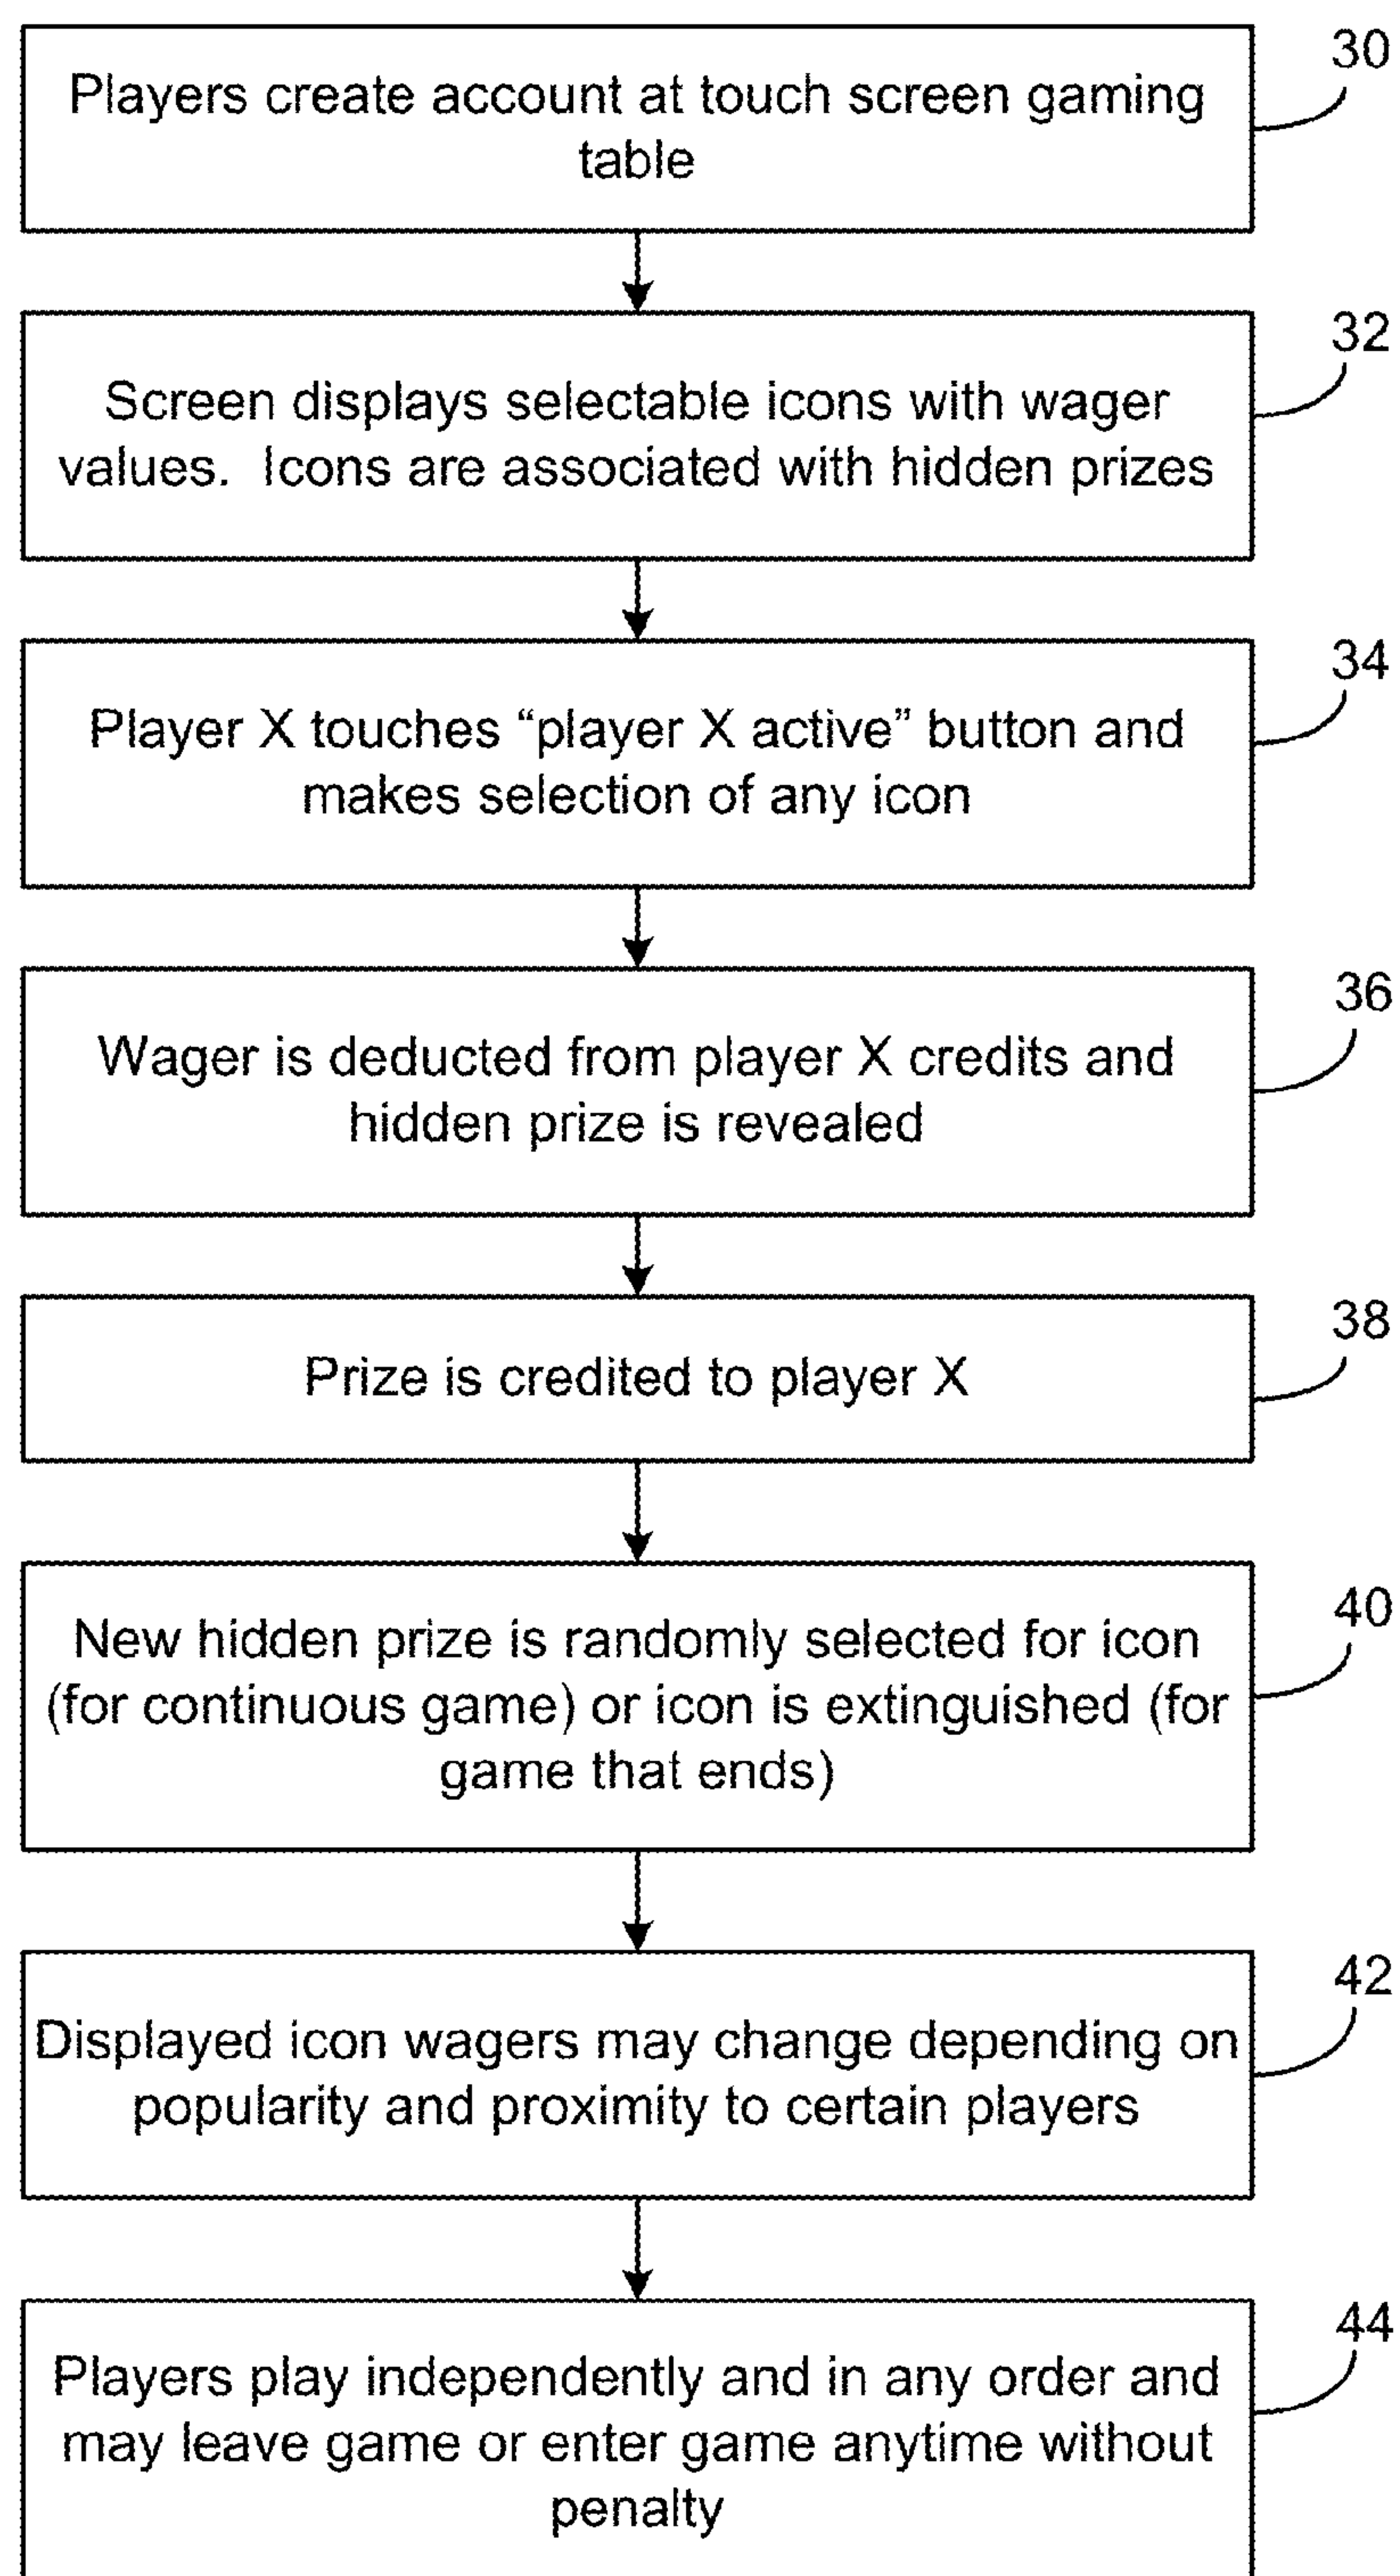 30
Players create account at touch screen gaming
table
32
Screen displays selectable icons with wager
values. Icons are associated with hidden prizes
34
Player X touches “player X active” button and
makes selection of any icon
36
Wager is deducted from player X credits and
hidden prize is revealed
38
Prize is credited to player X
40
New hidden prize is randomly selected for icon
(for continuous game) or icon is extinguished (for
game that ends)
42
Displayed icon wagers may change depending on
popularity and proximity to certain players
44
Players play independently and in any order and
may leave game or enter game anytime without
penalty